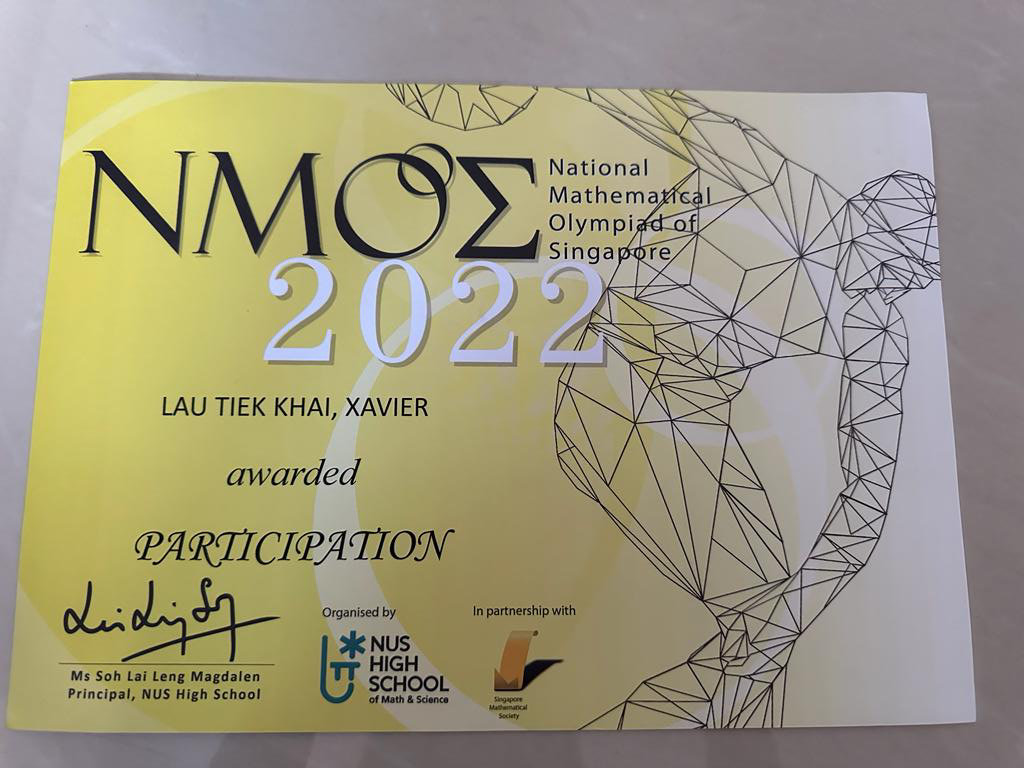 NMOΣ
National
Mathematical
Olympiad of
Singapore
2022
LAU TIEK KHAI, XAVIER
awarded
PARTICIPATION
Ms Soh Lai Leng Magdalen
Principal, NUS High School
Organised by
NUS
HIGH
SCHOOL
of Math & Science
In partnership with
Singapore
Mathematical
Society